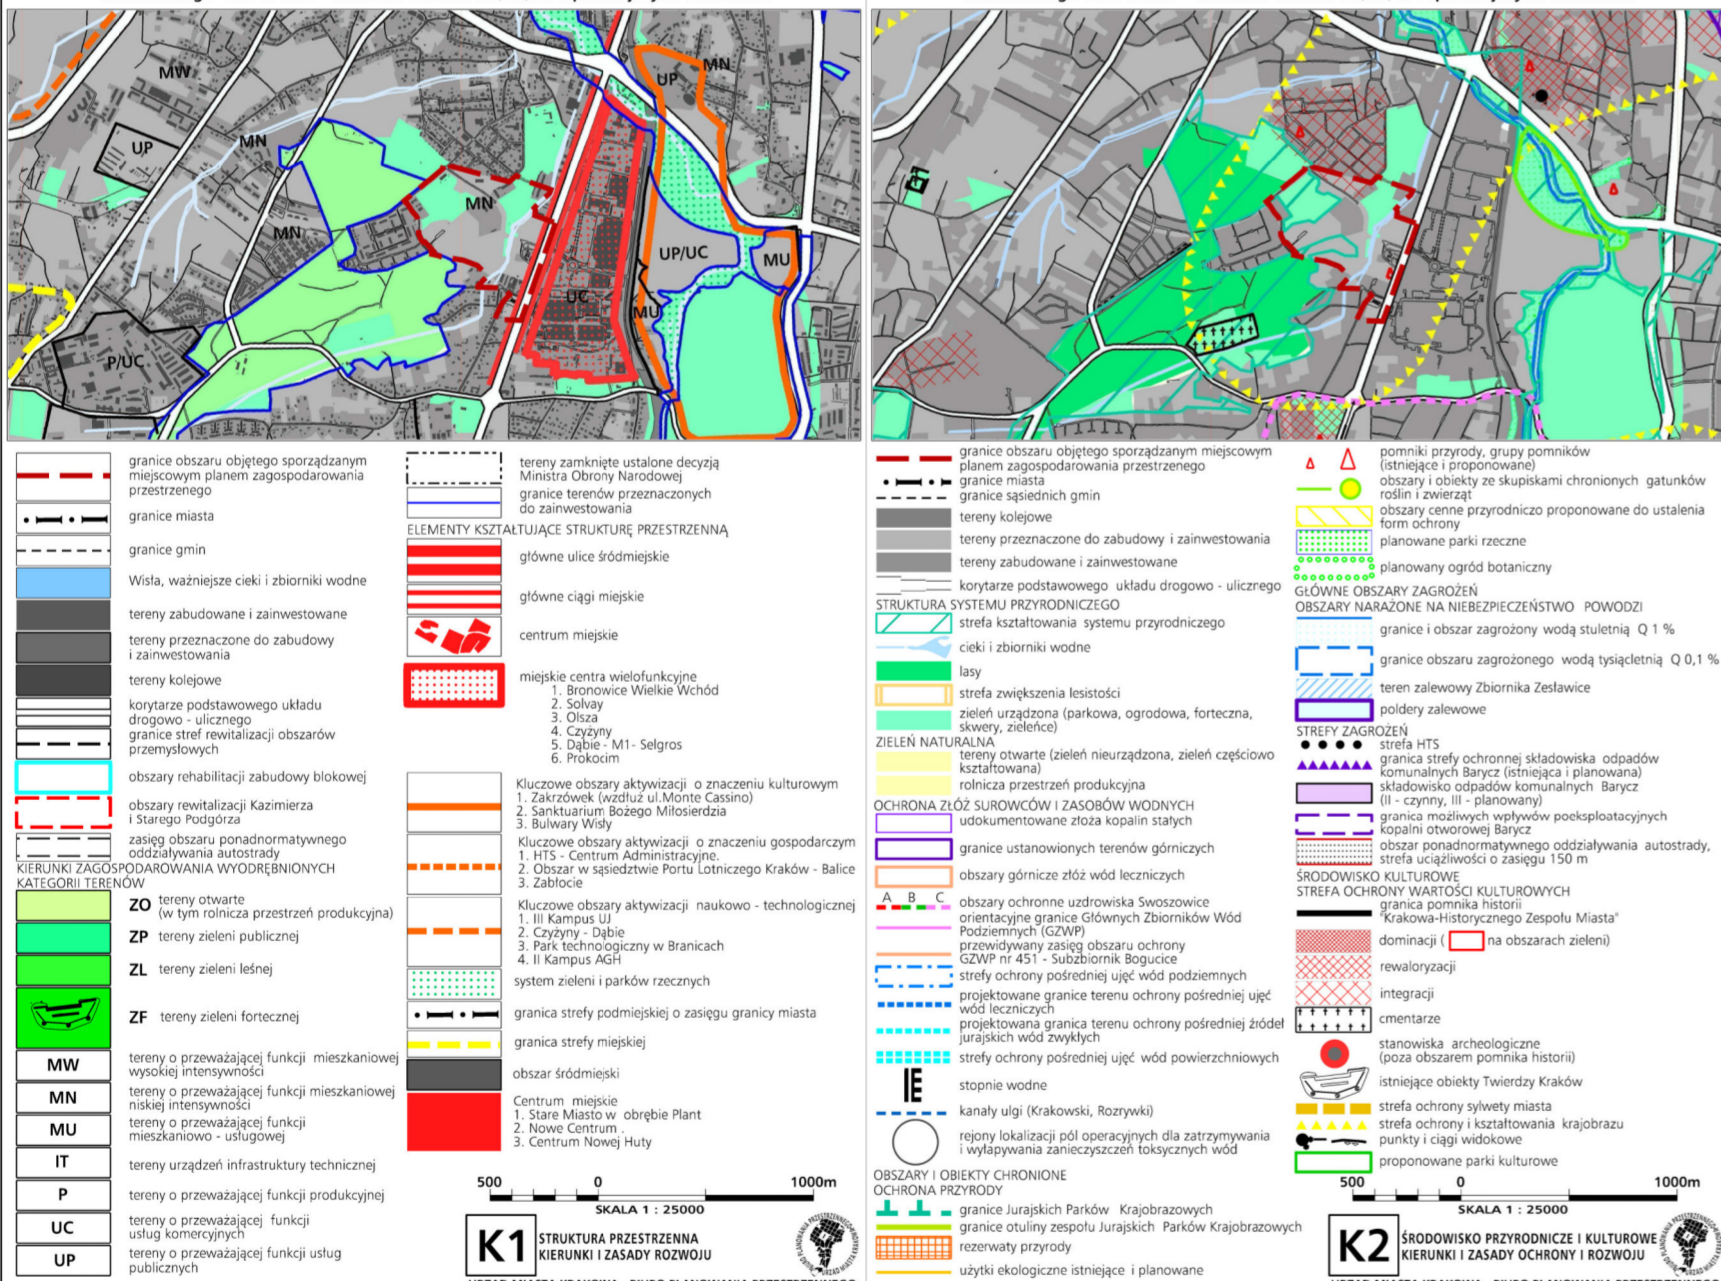 MW
MN
UP
MN
UP
MN
MN
UP/UC
MU
UC
MU
P/UC
granice obszaru objętego sporządzanym
miejscowym planem zagospodarowania
przestrzenego
granice miasta
granice gmin
Wisła, ważniejsze cieki i zbiorniki wodne
tereny zabudowane i zainwestowane
tereny przeznaczone do zabudowy
i zainwestowania
tereny kolejowe
korytarze podstawowego układu
drogowo - ulicznego
granice stref rewitalizacji obszarów
przemysłowych
obszary rehabilitacji zabudowy blokowej
obszary rewitalizacji Kazimierza
i Starego Podgórza
zasięg obszaru ponadnormatywnego
oddziaływania autostrady
KIERUNKI ZAGOSPODAROWANIA WYODRĘBNIONYCH
KATEGORII TERENÓW
ZO tereny otwarte
(w tym rolnicza przestrzeń produkcyjna)
ZP tereny zieleni publicznej
ZL tereny zieleni leśnej
ZF tereny zieleni fortecznej
MW tereny o przeważającej funkcji mieszkaniowej
wysokiej intensywności
MN tereny o przeważającej funkcji mieszkaniowej
niskiej intensywności
MU tereny o przeważającej funkcji
mieszkaniowo - usługowej
IT tereny urządzeń infrastruktury technicznej
P tereny o przeważającej funkcji produkcyjnej
UC tereny o przeważającej funkcji
usług komercyjnych
UP tereny o przeważającej funkcji usług
publicznych
tereny zamknięte ustalone decyzją
Ministra Obrony Narodowej
granice terenów przeznaczonych
do zainwestowania
ELEMENTY KSZTAŁTUJĄCE STRUKTURĘ PRZESTRZENNĄ
główne ulice śródmiejskie
główne ciągi miejskie
centrum miejskie
miejskie centra wielofunkcyjne
1. Bronowice Wielkie Wchód
2. Solvay
3. Olsza
4. Czyżyny
5. Dąbie - M1- Selgros
6. Prokocim
Kluczowe obszary aktywizacji o znaczeniu kulturowym
1. Zakrzówek (wzdłuż ul.Monte Cassino)
2. Sanktuarium Bożego Miłosierdzia
3. Bulwary Wisły
Kluczowe obszary aktywizacji o znaczeniu gospodarczym
1. HTS - Centrum Administracyjne.
2. Obszar w sąsiedztwie Portu Lotniczego Kraków - Balice
3. Zabłocie
Kluczowe obszary aktywizacji naukowo - technologicznej
1. III Kampus UJ
2. Czyżyny - Dąbie
3. Park technologiczny w Branicach
4. II Kampus AGH
system zieleni i parków rzecznych
granica strefy podmiejskiej o zasięgu granicy miasta
granica strefy miejskiej
obszar śródmiejski
Centrum miejskie
1. Stare Miasto w obrębie Plant
2. Nowe Centrum .
3. Centrum Nowej Huty
500 0 1000m
SKALA 1 : 25000
K1 STRUKTURA PRZESTRZENNA
KIERUNKI I ZASADY ROZWOJU
granice obszaru objętego sporządzanym miejscowym
planem zagospodarowania przestrzenego
granice miasta
granice sąsiednich gmin
tereny kolejowe
tereny przeznaczone do zabudowy i zainwestowania
tereny zabudowane i zainwestowane
korytarze podstawowego układu drogowo - ulicznego
STRUKTURA SYSTEMU PRZYRODNICZEGO
strefa kształtowania systemu przyrodniczego
cieki i zbiorniki wodne
lasy
strefa zwiększenia lesistości
zieleń urządzona (parkowa, ogrodowa, forteczna,
skwery, zieleńce)
ZIELEŃ NATURALNA
tereny otwarte (zieleń nieurządzona, zieleń częściowo
kształtowana)
rolnicza przestrzeń produkcyjna
OCHRONA ZŁÓŻ SUROWCÓW I ZASOBÓW WODNYCH
udokumentowane złoża kopalin stałych
granice ustanowionych terenów górniczych
obszary górnicze złóż wód leczniczych
A B C
obszary ochronne uzdrowiska Swoszowice
orientacyjne granice Głównych Zbiorników Wód
Podziemnych (GZWP)
przewidywany zasięg obszaru ochrony
GZWP nr 451 - Subzbiornik Bogucice
strefy ochrony pośredniej ujęć wód podziemnych
projektowane granice terenu ochrony pośredniej ujęć
wód leczniczych
projektowana granica terenu ochrony pośredniej źródeł
jurajskich wód zwykłych
strefy ochrony pośredniej ujęć wód powierzchniowych
stopnie wodne
kanały ulgi (Krakowski, Rozrywki)
rejony lokalizacji pól operacyjnych dla zatrzymywania
i wyłapywania zanieczyszczeń toksycznych wód
OBSZARY I OBIEKTY CHRONIONE
OCHRONA PRZYRODY
granice Jurajskich Parków Krajobrazowych
granice otuliny zespołu Jurajskich Parków Krajobrazowych
rezerwaty przyrody
użytki ekologiczne istniejące i planowane
pomniki przyrody, grupy pomników
(istniejące i proponowane)
obszary i obiekty ze skupiskami chronionych gatunków
roślin i zwierząt
obszary cenne przyrodniczo proponowane do ustalenia
form ochrony
planowane parki rzeczne
planowany ogród botaniczny
GŁÓWNE OBSZARY ZAGROŻEŃ
OBSZARY NARAŻONE NA NIEBEZPIECZEŃSTWO POWODZI
granice i obszar zagrożony wodą stuletnią Q 1 %
granice obszaru zagrożonego wodą tysiącletnią Q 0,1 %
teren zalewowy Zbiornika Zesławice
poldery zalewowe
STREFY ZAGROŻEŃ
strefa HTS
granica strefy ochronnej składowiska odpadów
komunalnych Barycz (istniejąca i planowana)
składowisko odpadów komunalnych Barycz
(II - czynny, III - planowany)
granica możliwych wpływów poeksploatacyjnych
kopalni otworowej Barycz
obszar ponadnormatywnego oddziaływania autostrady,
strefa uciążliwości o zasięgu 150 m
ŚRODOWISKO KULTUROWE
STREFA OCHRONY WARTOŚCI KULTUROWYCH
granica pomnika historii
"Krakowa-Historycznego Zespołu Miasta"
dominacji ( na obszarach zieleni)
rewaloryzacji
integracji
cmentarze
stanowiska archeologiczne
(poza obszarem pomnika historii)
istniejące obiekty Twierdzy Kraków
strefa ochrony sylwety miasta
strefa ochrony i kształtowania krajobrazu
punkty i ciągi widokowe
proponowane parki kulturowe
500 0 1000m
SKALA 1 : 25000
K2 ŚRODOWISKO PRZYRODNICZE I KULTUROWE
KIERUNKI I ZASADY OCHRONY I ROZWOJU